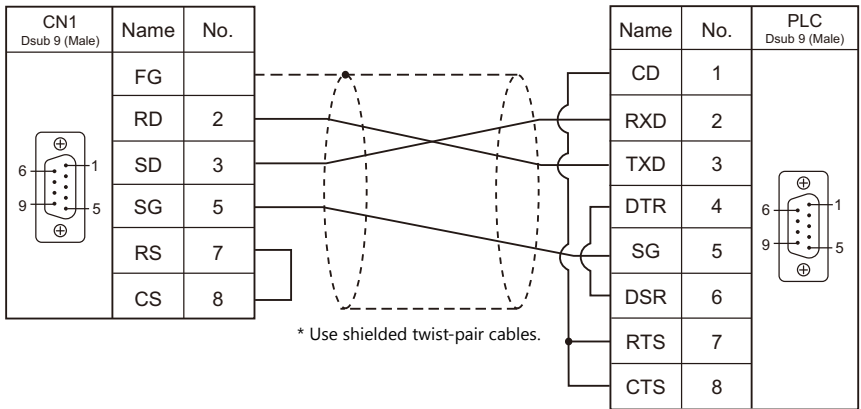 CN1
Dsub 9 (Male)
Name No.
FG
RD 2
SD 3
SG 5
RS 7
CS 8
6 1
9 5
* Use shielded twist-pair cables.
Name No.
PLC
Dsub 9 (Male)
CD 1
RXD 2
TXD 3
DTR 4
SG 5
DSR 6
RTS 7
CTS 8
6 1
9 5